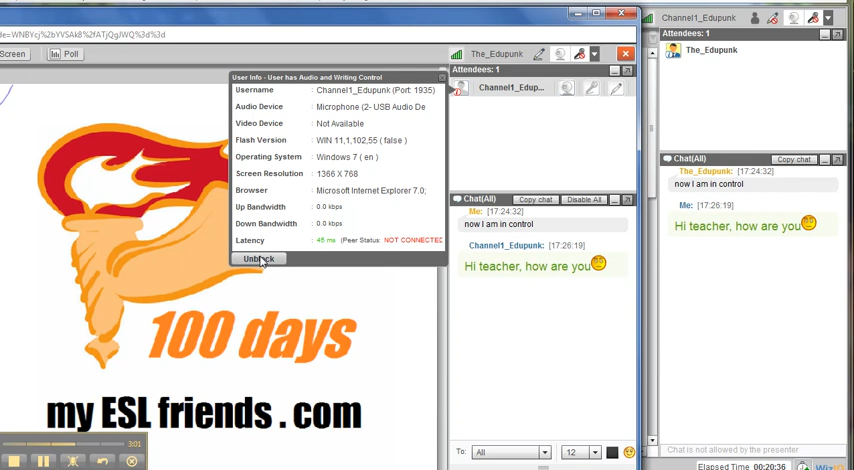 de=WNBYcj%2bYVSAk8%2fATjQgJWQ%3d%3d
Screen
Poll
The_Edupunk
Attendees: 1
Channel1_Edup...
User Info - User has Audio and Writing Control
Username : Channel1_Edupunk (Port: 1935)
Audio Device : Microphone (2- USB Audio De
Video Device : Not Available
Flash Version : WIN 11,1,102,55 ( false )
Operating System : Windows 7 ( en )
Screen Resolution : 1366 X 768
Browser : Microsoft Internet Explorer 7.0;
Up Bandwidth : 0.0 kbps
Down Bandwidth : 0.0 kbps
Latency : 45 ms (Peer Status: NOT CONNECTED
Unblock
100 days
my ESL friends . com
3:01
Chat(All) Copy chat Disable All
Me: [17:24:32]
now I am in control
Channel1_Edupunk: [17:26:19]
Hi teacher, how are you
To: All 12
Channel1_Edupunk
Attendees: 1
The_Edupunk
Chat(All) Copy chat
The_Edupunk: [17:24:32]
now I am in control
Me: [17:26:19]
Hi teacher, how are you
Chat is not allowed by the presenter
Elapsed Time 00:20:36
WizIQ